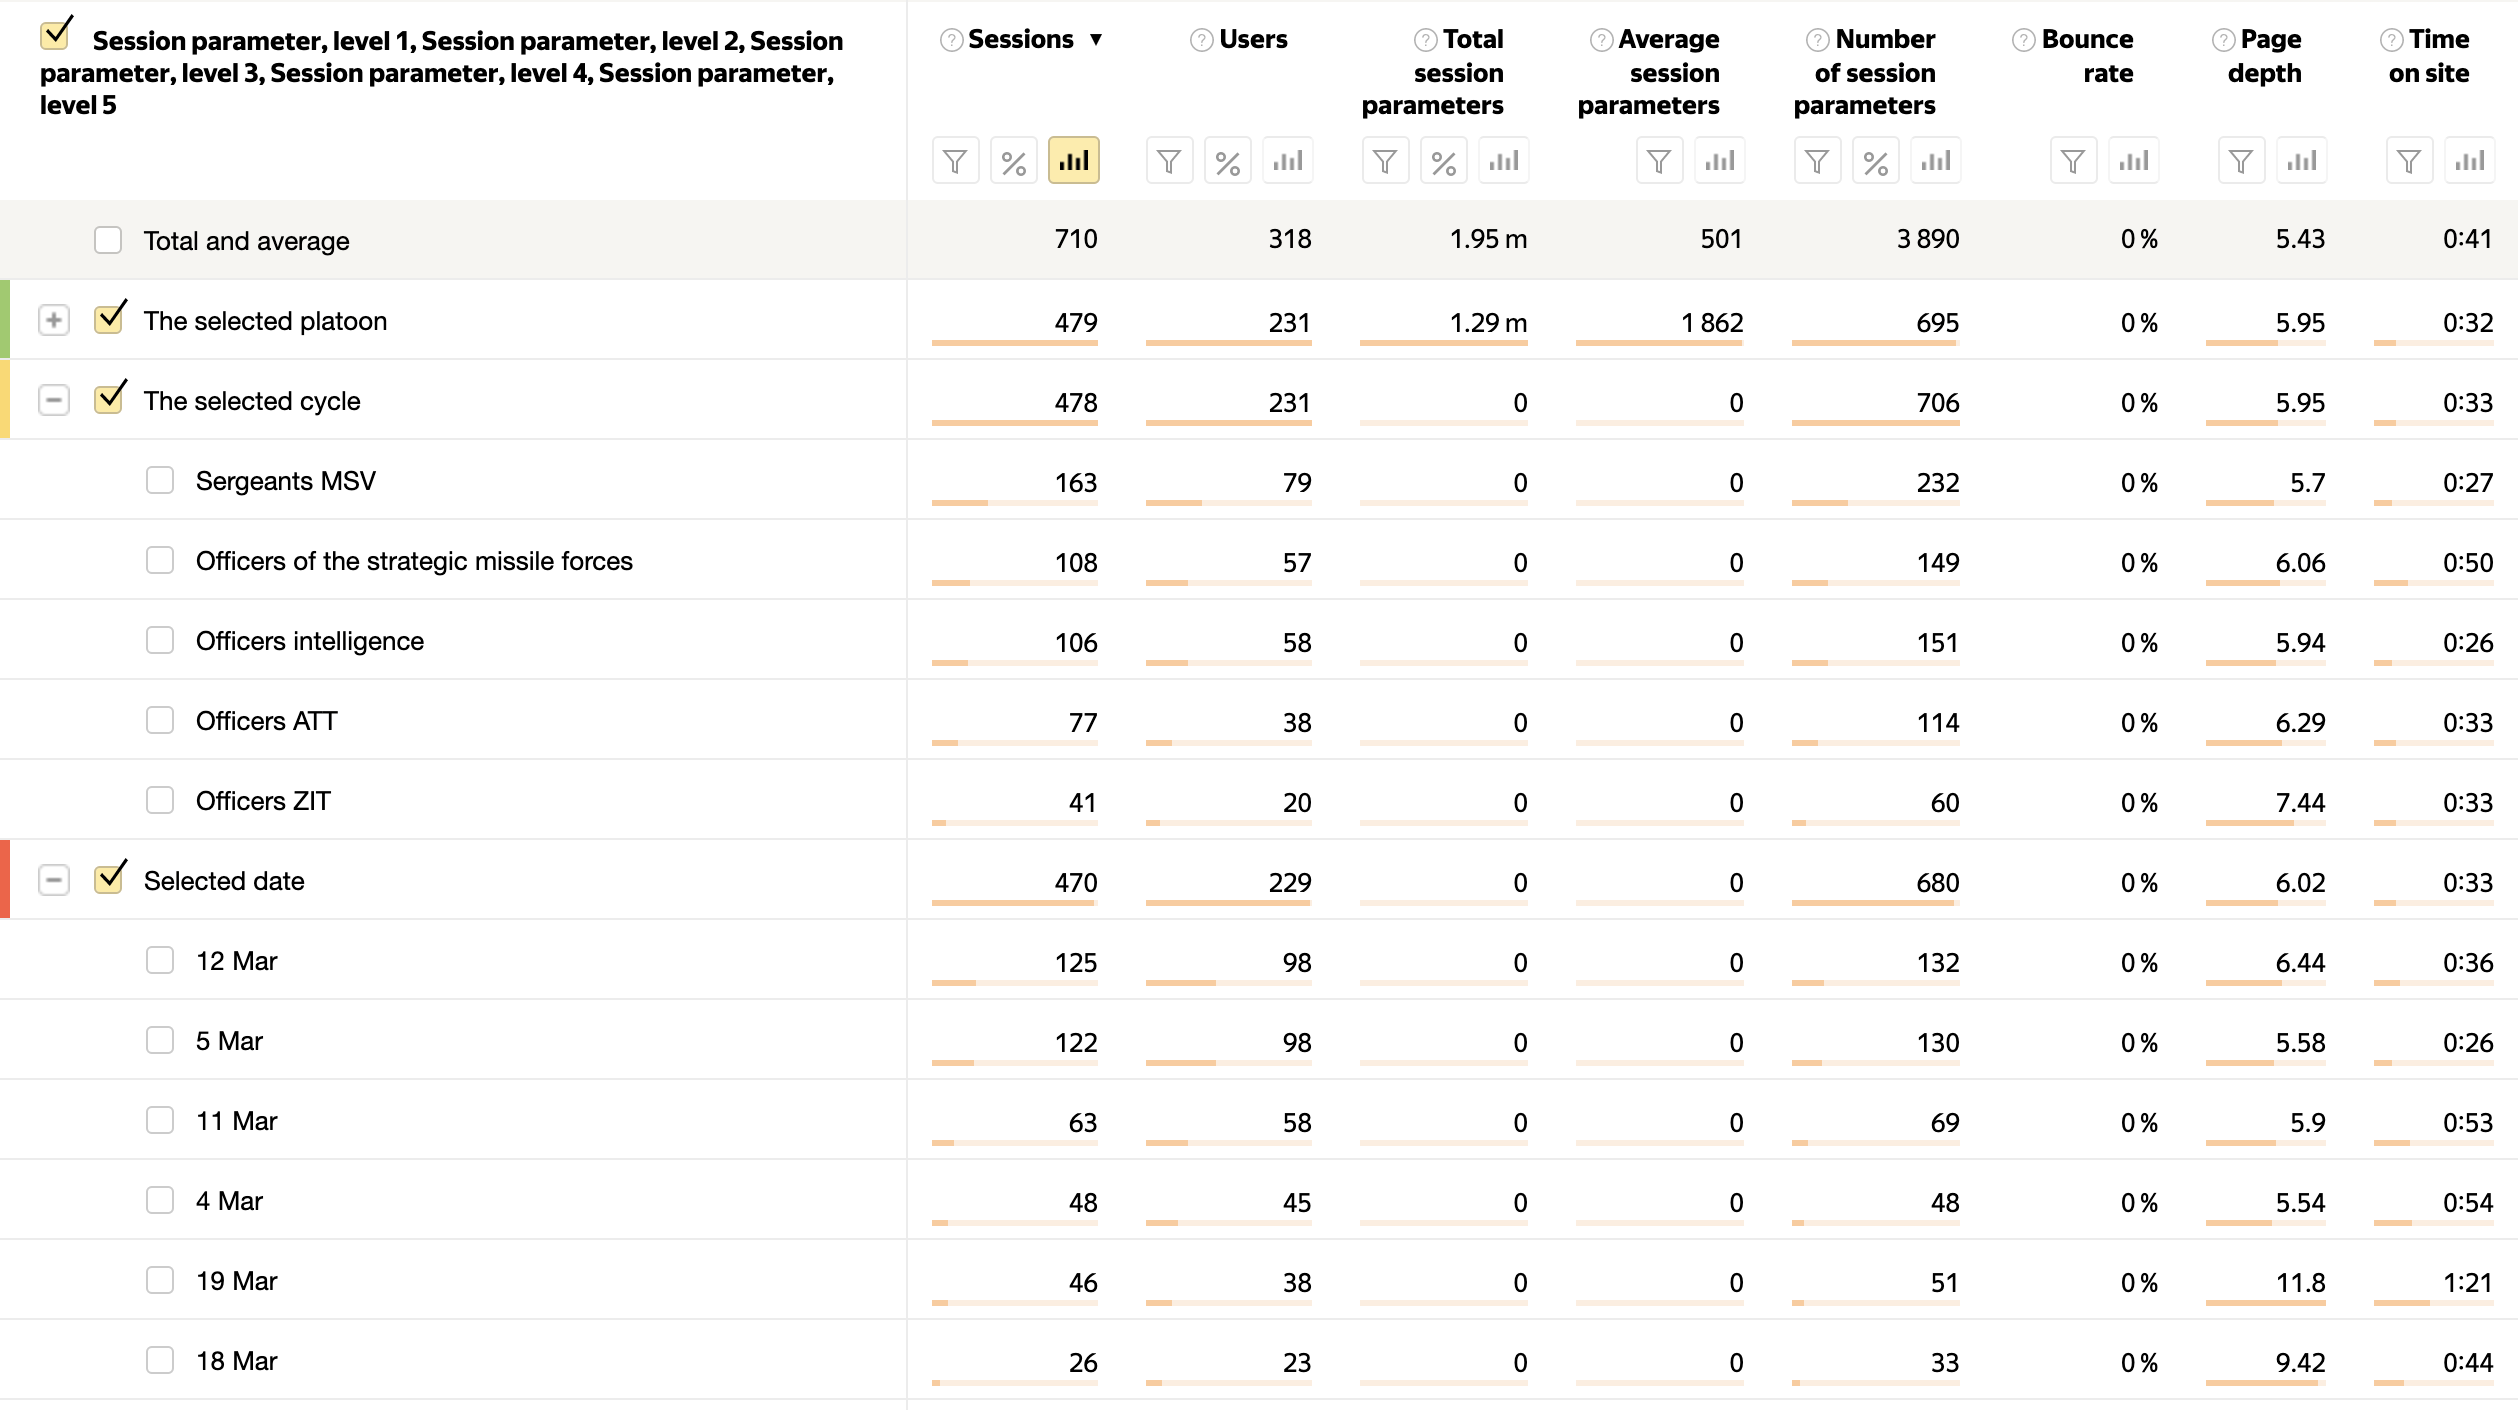 Session parameter, level 1, Session parameter, level 2, Session
parameter, level 3, Session parameter, level 4, Session parameter,
level 5
? Sessions ▼ ? Users ? Total session parameters ? Average session parameters ? Number of session parameters ? Bounce rate ? Page depth ? Time on site
% % % %
Total and average 710 318 1.95 m 501 3 890 0 % 5.43 0:41
The selected platoon 479 231 1.29 m 1 862 695 0 % 5.95 0:32
The selected cycle 478 231 0 0 706 0 % 5.95 0:33
Sergeants MSV 163 79 0 0 232 0 % 5.7 0:27
Officers of the strategic missile forces 108 57 0 0 149 0 % 6.06 0:50
Officers intelligence 106 58 0 0 151 0 % 5.94 0:26
Officers ATT 77 38 0 0 114 0 % 6.29 0:33
Officers ZIT 41 20 0 0 60 0 % 7.44 0:33
Selected date 470 229 0 0 680 0 % 6.02 0:33
12 Mar 125 98 0 0 132 0 % 6.44 0:36
5 Mar 122 98 0 0 130 0 % 5.58 0:26
11 Mar 63 58 0 0 69 0 % 5.9 0:53
4 Mar 48 45 0 0 48 0 % 5.54 0:54
19 Mar 46 38 0 0 51 0 % 11.8 1:21
18 Mar 26 23 0 0 33 0 % 9.42 0:44